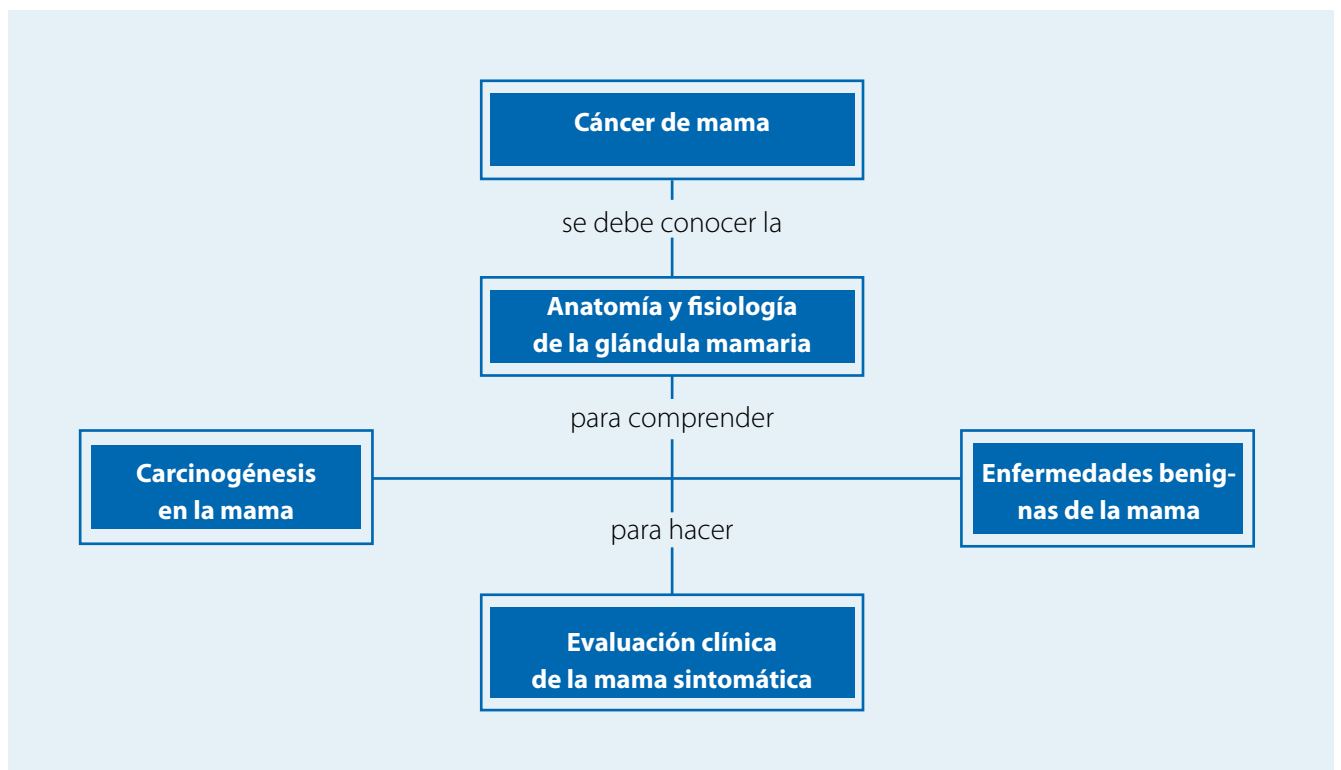 Cáncer de mama
se debe conocer la
Anatomía y fisiología
de la glándula mamaria
para comprender
Carcinogénesis
en la mama
Enfermedades benig-
nas de la mama
para hacer
Evaluación clínica
de la mama sintomática